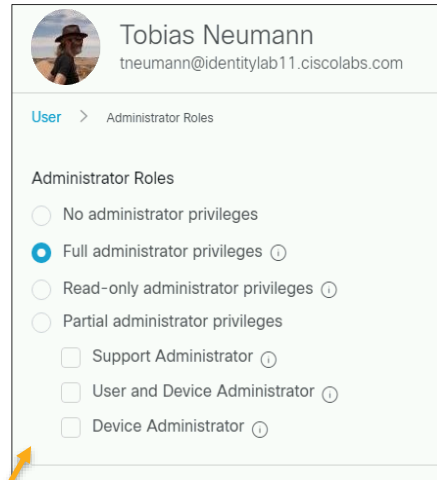 Tobias Neumann
tneumann@identitylab11.ciscolabs.com
User > Administrator Roles
Administrator Roles
No administrator privileges
Full administrator privileges
Read-only administrator privileges
Partial administrator privileges
Support Administrator
User and Device Administrator
Device Administrator